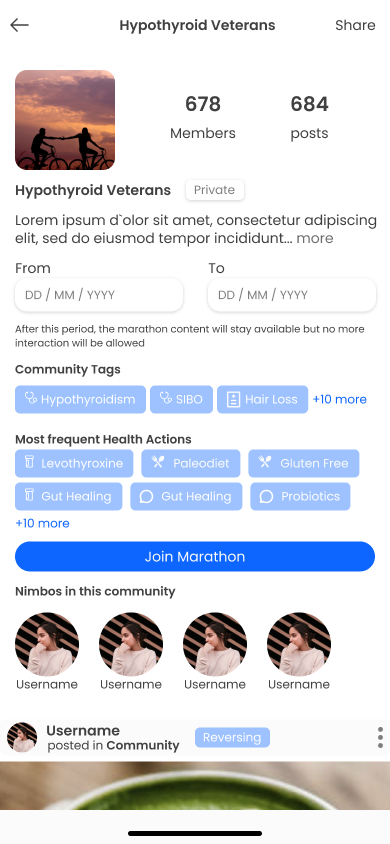 Hypothyroid Veterans Share
678 684
Members posts
Hypothyroid Veterans Private
Lorem ipsum d`olor sit amet, consectetur adipiscing
elit, sed do eiusmod tempor incididunt... more
From To
DD / MM / YYYY DD / MM / YYYY
After this period, the marathon content will stay available but no more
interaction will be allowed
Community Tags
Hypothyroidism SIBO Hair Loss +10 more
Most frequent Health Actions
Levothyroxine Paleodiet Gluten Free
Gut Healing Gut Healing Probiotics
+10 more
Join Marathon
Nimbos in this community
Username Username Username Username
Username
posted in Community Reversing